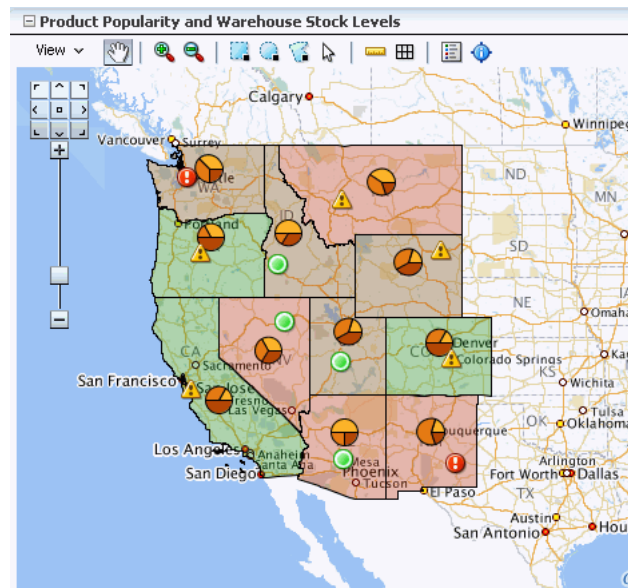 Product Popularity and Warehouse Stock Levels
View
Calgary
Winnipeg
Vancouver
Surrey
WA
ND
MN
Portland
ID
SD
NE
Omaha
CA
Sacramento
NV
CO
Denver
Colorado Springs
KS
San Francisco
San Jose
Fresno
Las Vegas
Wichita
Tulsa
OK
Oklahoma
Los Angeles
Anaheim
Santa Ana
Mesa
Phoenix
Tucson
San Diego
Arlington
Fort Worth
Dallas
El Paso
TX
Austin
San Antonio
Hou